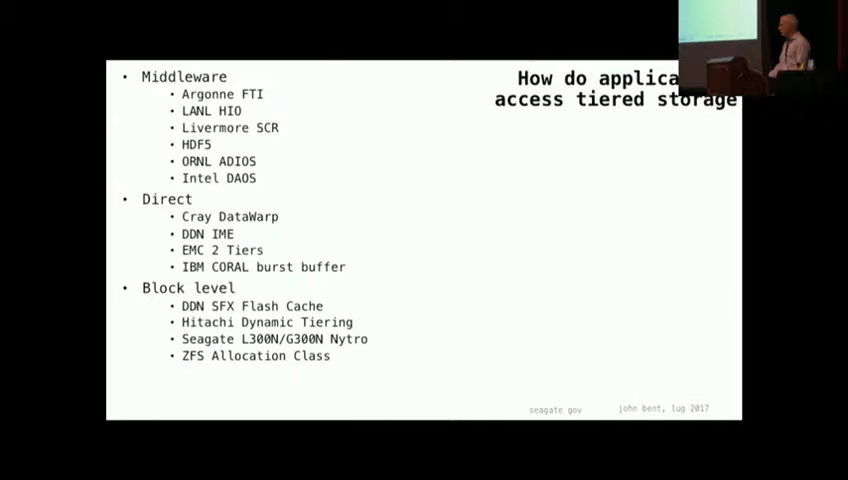 How do applica
access tiered storage
• Middleware
• Argonne FTI
• LANL HIO
• Livermore SCR
• HDF5
• ORNL ADIOS
• Intel DAOS
• Direct
• Cray DataWarp
• DDN IME
• EMC 2 Tiers
• IBM CORAL burst buffer
• Block level
• DDN SFX Flash Cache
• Hitachi Dynamic Tiering
• Seagate L300N/G300N Nytro
• ZFS Allocation Class
seagate gov
john bent, lug 2017